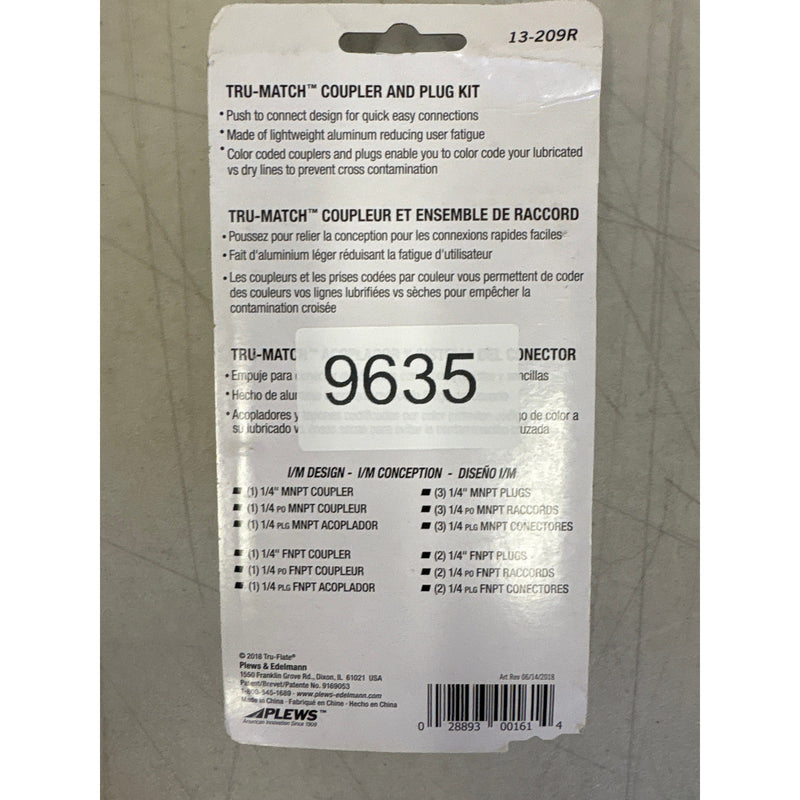 13-209R
TRU-MATCH™ COUPLER AND PLUG KIT
• Push to connect design for quick easy connections
• Made of lightweight aluminum reducing user fatigue
• Color coded couplers and plugs enable you to color code your lubricated
vs dry lines to prevent cross contamination
TRU-MATCH™ COUPLEUR ET ENSEMBLE DE RACCORD
• Poussez pour relier la conception pour les connexions rapides faciles
• Fait d'aluminium léger réduisant la fatigue d'utilisateur
• Les coupleurs et les prises codées par couleur vous permettent de coder
des couleurs vos lignes lubrifiées vs sèches pour empêcher la
contamination croisée
TRU-MATCH™ DEL CONECTOR
• Empuje para
• Hecho de
• Acopladores y codificados por color de color a
su lubricado
9635
I/M DESIGN - I/M CONCEPTION - DISEÑO I/M
(1) 1/4" MNPT COUPLER
(1) 1/4 PO MNPT COUPLEUR
(1) 1/4 PLG MNPT ACOPLADOR
(1) 1/4" FNPT COUPLER
(1) 1/4 PO FNPT COUPLEUR
(1) 1/4 PLG FNPT ACOPLADOR
(3) 1/4" MNPT PLUGS
(3) 1/4 PO MNPT RACCORDS
(3) 1/4 PLG MNPT CONECTORES
(2) 1/4" FNPT PLUGS
(2) 1/4 PO FNPT RACCORDS
(2) 1/4 PLG FNPT CONECTORES
© 2018 Tru-Flate®
Plews & Edelmann
1550 Franklin Grove Rd., Dixon, IL 61021 USA
Patent/Brevet/Patente No. 9169053
1-800-545-1689 · www.plews-edelmann.com
Made in China · Fabriqué en Chine · Hecho en China
PLEWS™
American Innovation Since 1909
Art Rev 06/14/2018
0 28893 00161 4